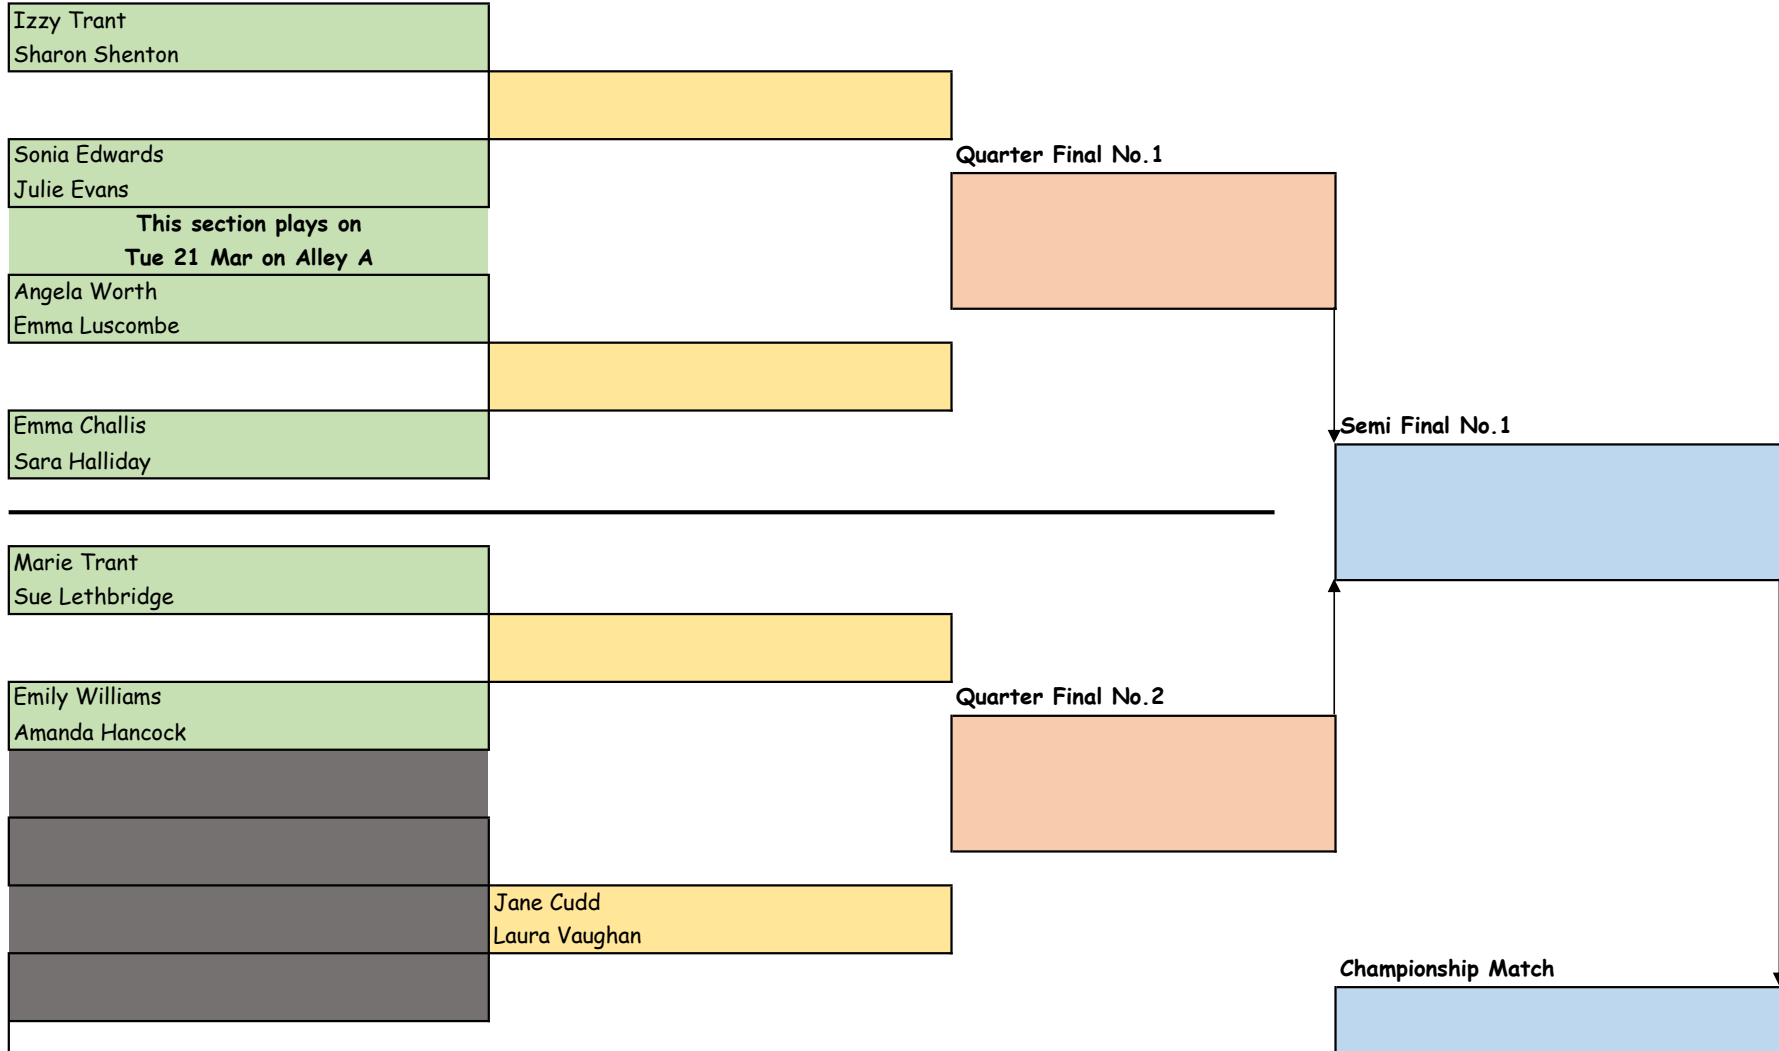 Izzy Trant
Sharon Shenton
Sonia Edwards
Julie Evans
Quarter Final No.1
This section plays on
Tue 21 Mar on Alley A
Angela Worth
Emma Luscombe
Emma Challis
Sara Halliday
Semi Final No.1
Marie Trant
Sue Lethbridge
Emily Williams
Amanda Hancock
Quarter Final No.2
Jane Cudd
Laura Vaughan
Championship Match